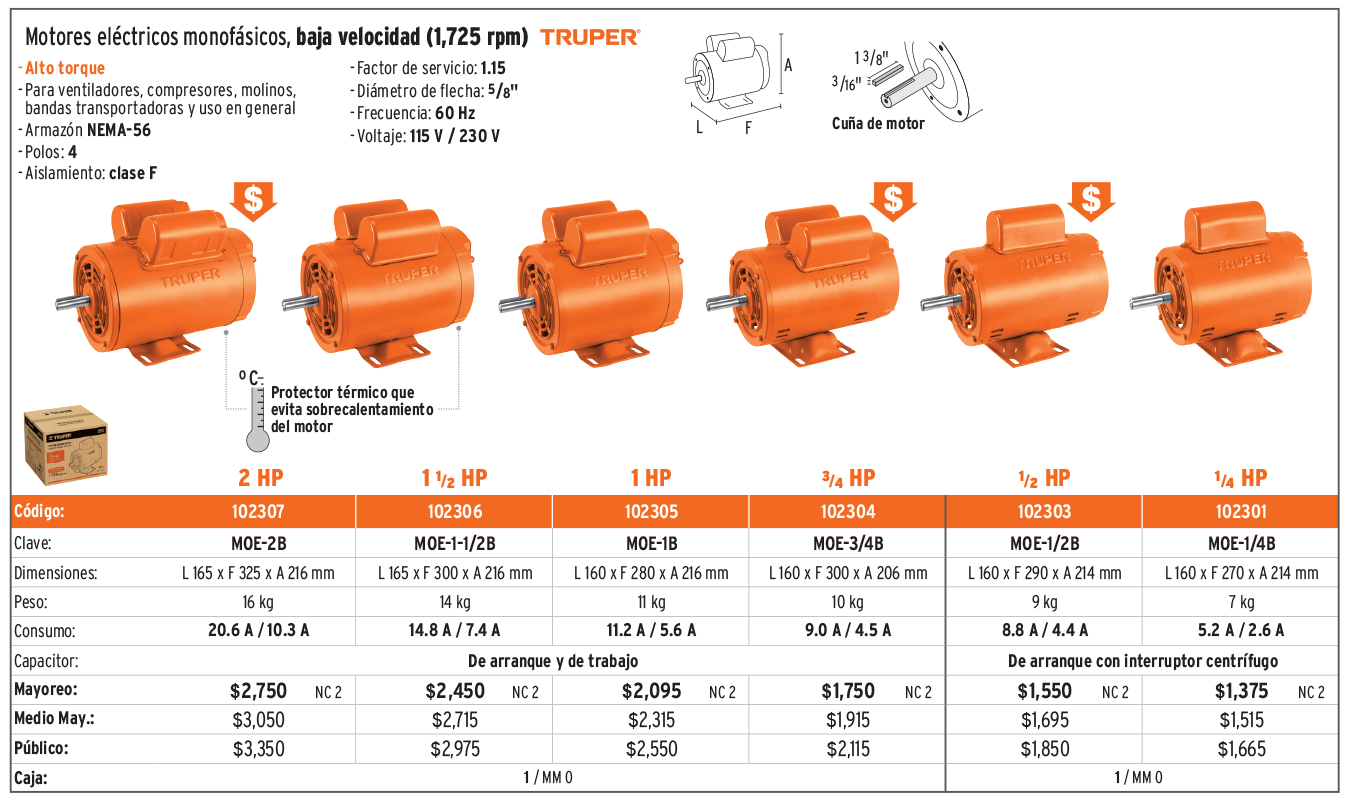 Motores eléctricos monofásicos, baja velocidad (1,725 rpm) TRUPER®
- Alto torque
- Para ventiladores, compresores, molinos,
bandas transportadoras y uso en general
- Armazón NEMA-56
- Polos: 4
- Aislamiento: clase F
- Factor de servicio: 1.15
- Diámetro de flecha: 5/8"
- Frecuencia: 60 Hz
- Voltaje: 115 V / 230 V
A
L F
1 3/8"
3/16"
Cuña de motor
$ $ $
TRUPER TRUPER TRUPER TRUPER TRUPER TRUPER
°C
Protector térmico que
evita sobrecalentamiento
del motor
TRUPER
2 HP 1 1/2 HP 1 HP 3/4 HP 1/2 HP 1/4 HP
Código: 102307 102306 102305 102304 102303 102301
Clave: MOE-2B MOE-1-1/2B MOE-1B MOE-3/4B MOE-1/2B MOE-1/4B
Dimensiones: L 165 x F 325 x A 216 mm L 165 x F 300 x A 216 mm L 160 x F 280 x A 216 mm L 160 x F 300 x A 206 mm L 160 x F 290 x A 214 mm L 160 x F 270 x A 214 mm
Peso: 16 kg 14 kg 11 kg 10 kg 9 kg 7 kg
Consumo: 20.6 A / 10.3 A 14.8 A / 7.4 A 11.2 A / 5.6 A 9.0 A / 4.5 A 8.8 A / 4.4 A 5.2 A / 2.6 A
Capacitor: De arranque y de trabajo De arranque con interruptor centrífugo
Mayoreo: $2,750 NC 2 $2,450 NC 2 $2,095 NC 2 $1,750 NC 2 $1,550 NC 2 $1,375 NC 2
Medio May.: $3,050 $2,715 $2,315 $1,915 $1,695 $1,515
Público: $3,350 $2,975 $2,550 $2,115 $1,850 $1,665
Caja: 1 / MM 0 1 / MM 0